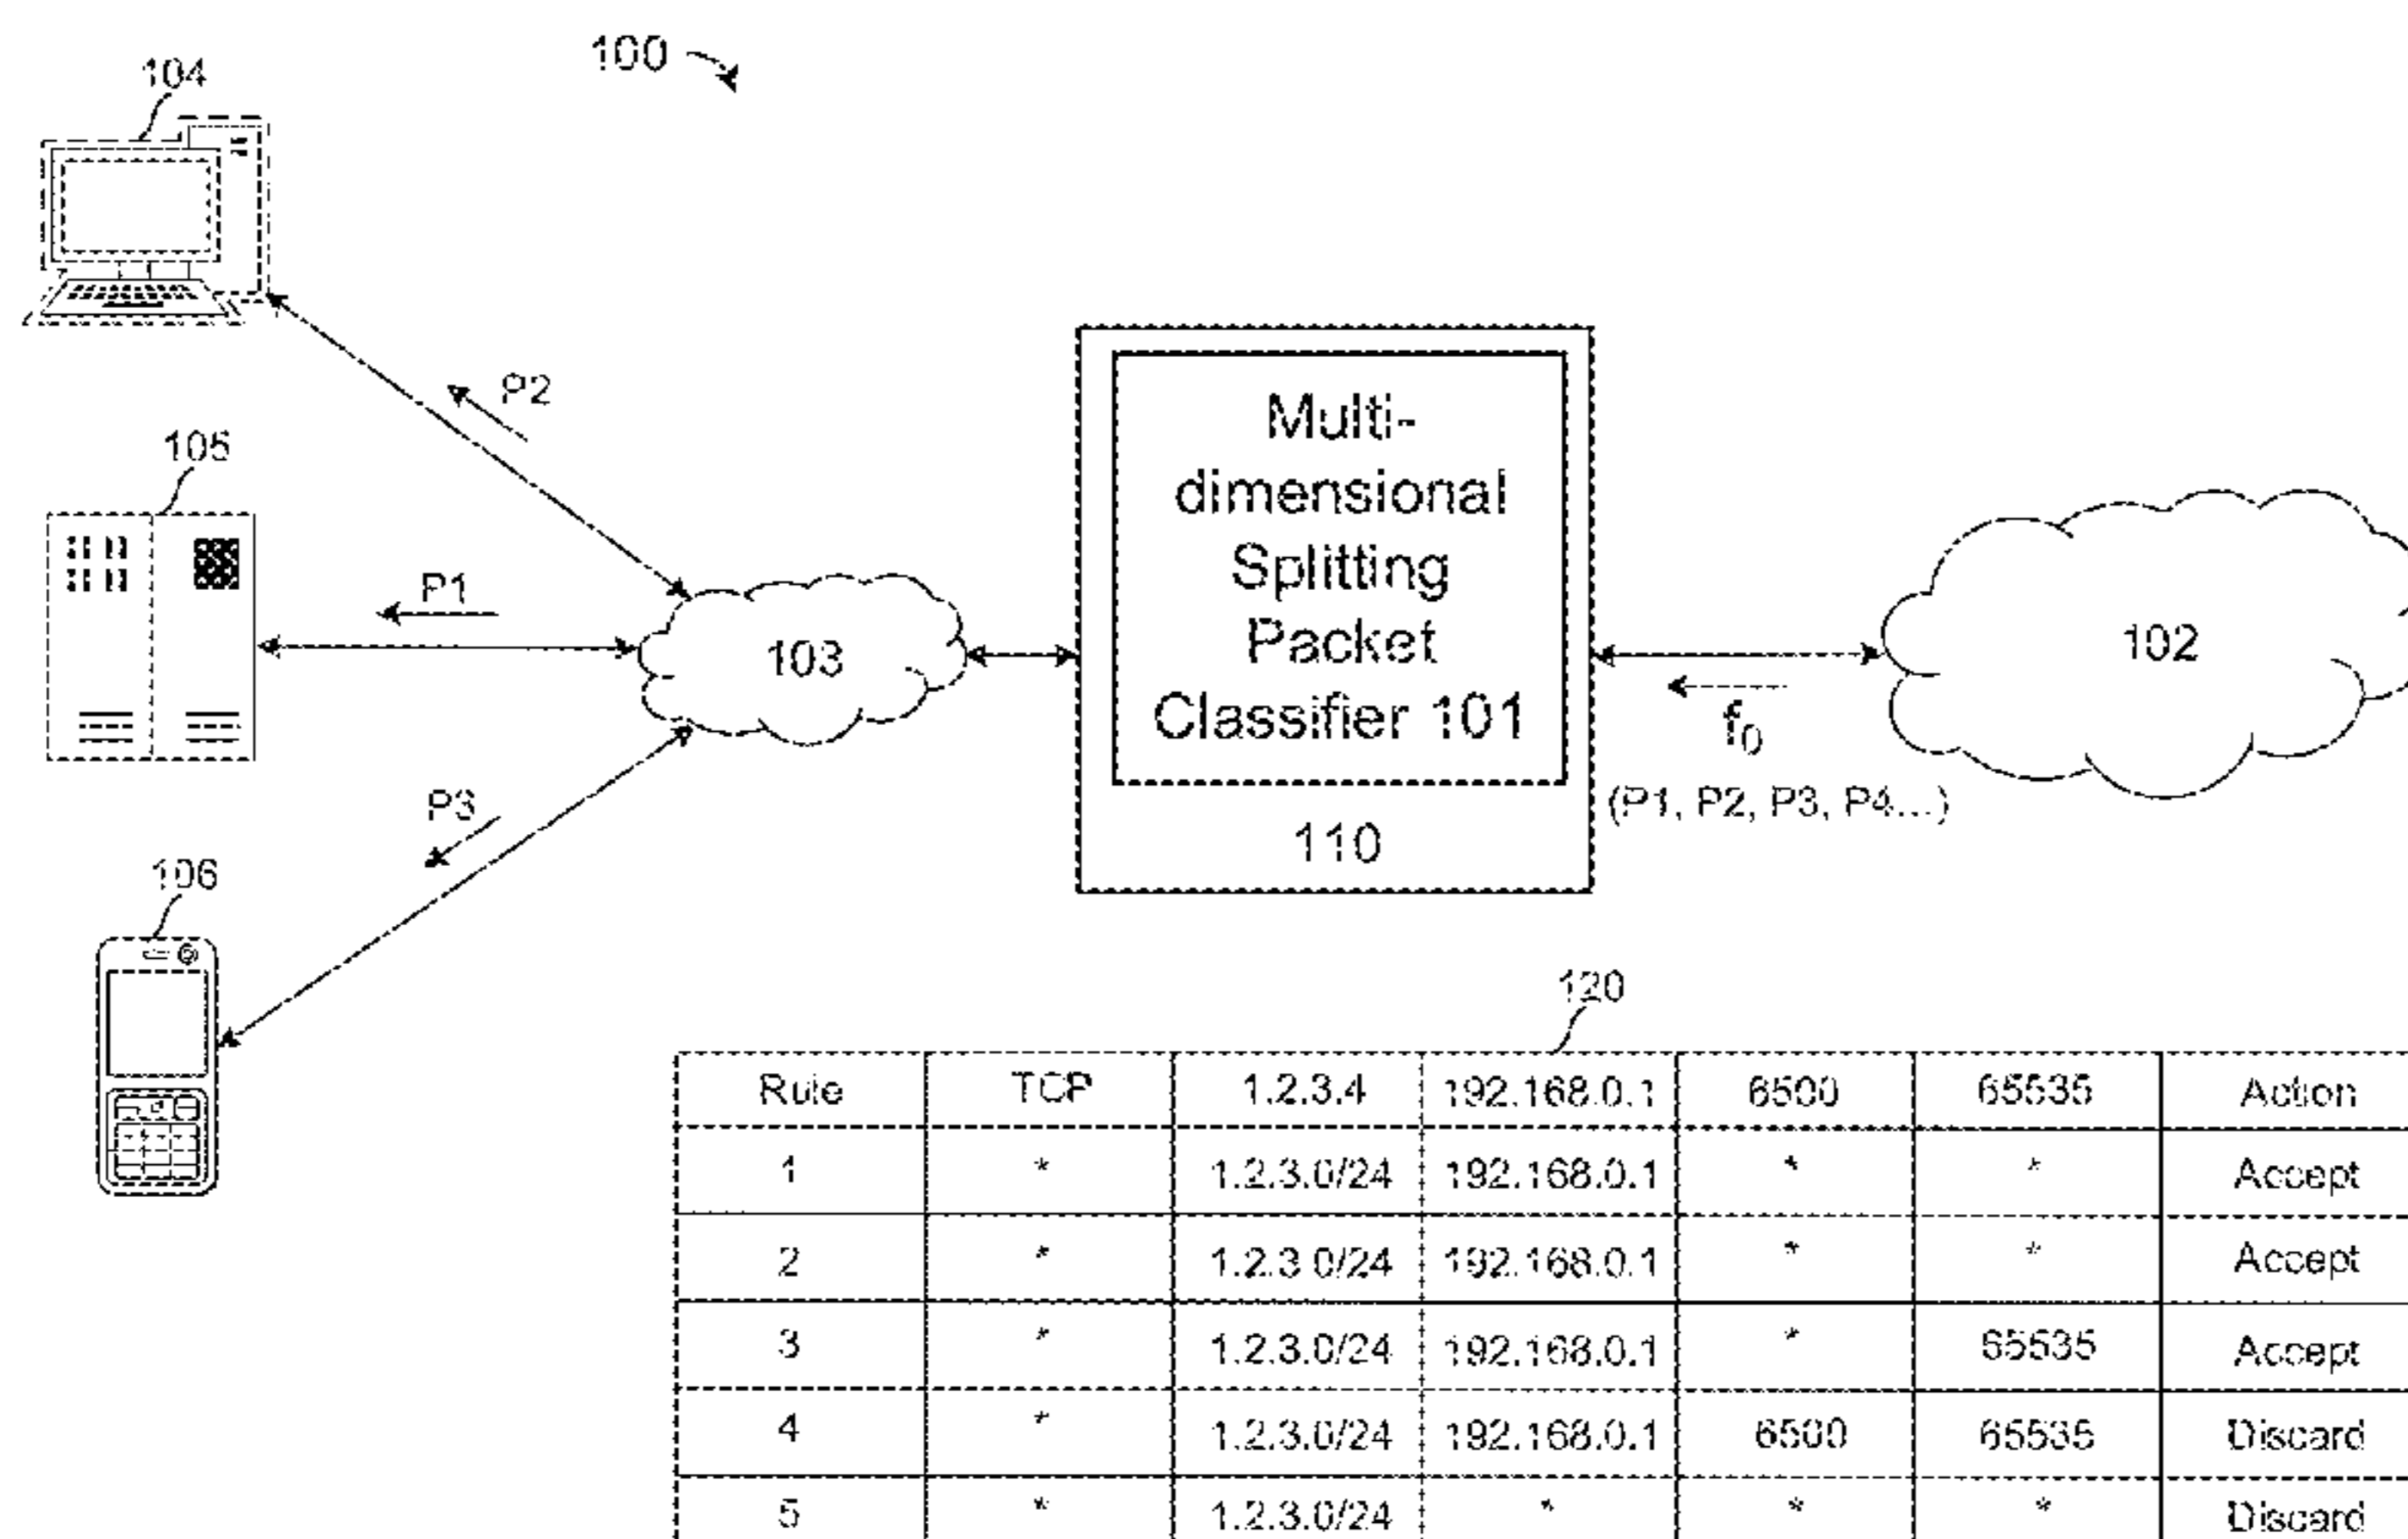 100
104
P2
105
P1
103
P3
106
Multi-
dimensional
Splitting
Packet
Classifier 101
110
102
f0
(P1, P2, P3, P4...)
120
Rule TCP 1.2.3.4 192.168.0.1 6500 65535 Action
1 * 1.2.3.0/24 192.168.0.1 * * Accept
2 * 1.2.3.0/24 192.168.0.1 * * Accept
3 * 1.2.3.0/24 192.168.0.1 * 65535 Accept
4 * 1.2.3.0/24 192.168.0.1 6500 65535 Discard
5 * 1.2.3.0/24 * * * Discard